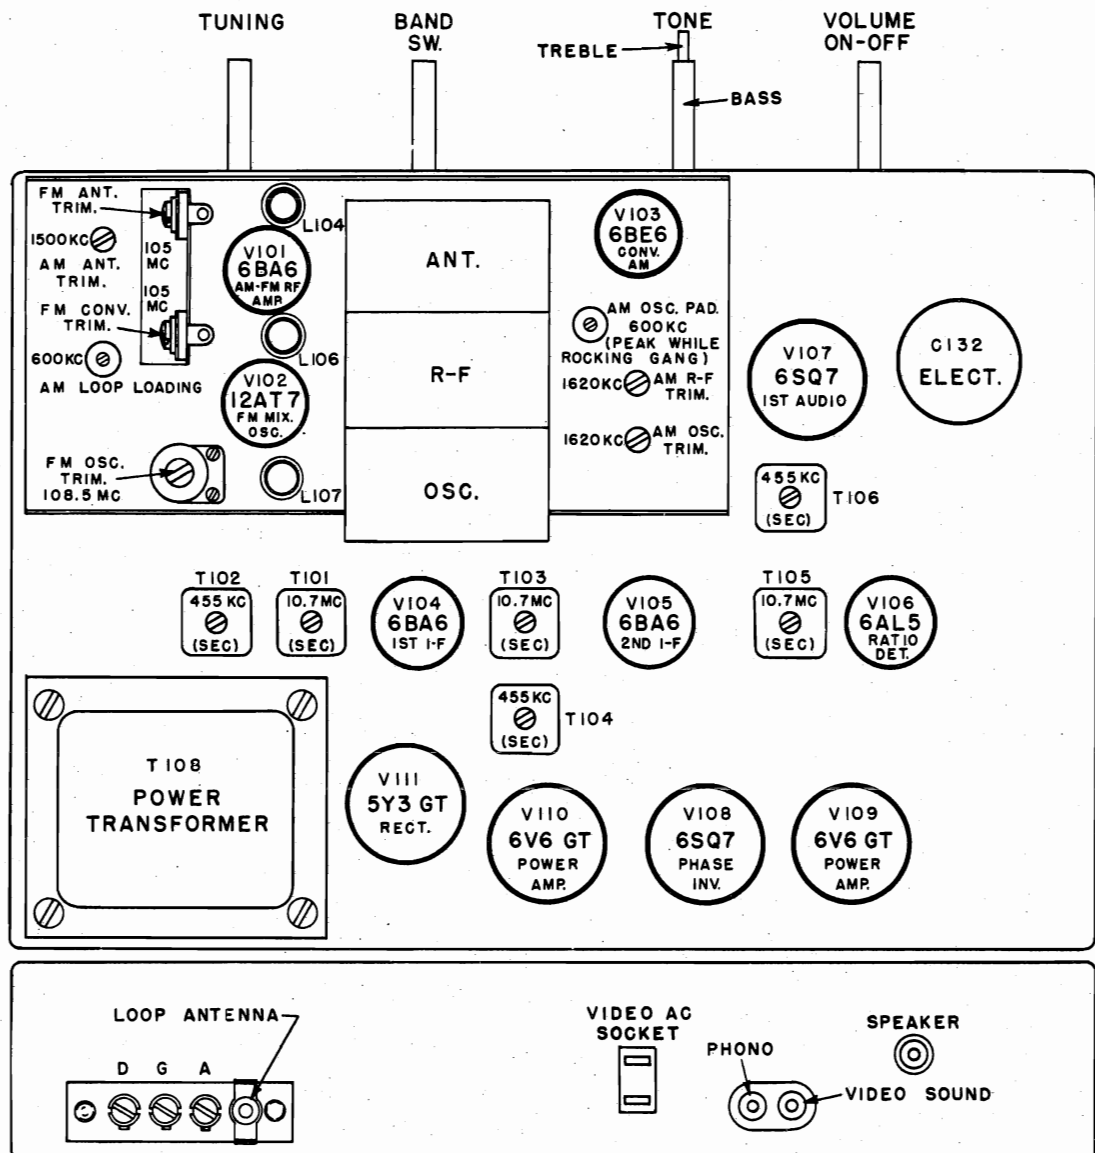 TUNING
BAND
SW.
TONE
TREBLE
BASS
VOLUME
ON-OFF
FM ANT.
TRIM.
1500KC
AM ANT.
TRIM.
105
MC
105
MC
FM CONV.
TRIM.
600KC
AM LOOP LOADING
FM OSC.
TRIM.
108.5 MC
L104
V101
6BA6
AM-FM RF
AMP.
L106
V102
12AT7
FM MIX.
OSC.
L107
ANT.
R-F
OSC.
V103
6BE6
CONV.
AM
AM OSC. PAD.
600KC
(PEAK WHILE
ROCKING GANG)
1620KC
AM R-F
TRIM.
1620KC
AM OSC.
TRIM.
V107
6SQ7
1ST AUDIO
C132
ELECT.
455KC
(SEC)
T106
T102
455KC
(SEC)
T101
10.7MC
(SEC)
V104
6BA6
1ST I-F
T103
10.7MC
(SEC)
V105
6BA6
2ND I-F
T105
10.7MC
(SEC)
V106
6AL5
RATIO
DET.
455KC
(SEC)
T104
T108
POWER
TRANSFORMER
V111
5Y3 GT
RECT.
V110
6V6 GT
POWER
AMP.
V108
6SQ7
PHASE
INV.
V109
6V6 GT
POWER
AMP.
LOOP ANTENNA
D G A
VIDEO AC
SOCKET
PHONO
SPEAKER
VIDEO SOUND